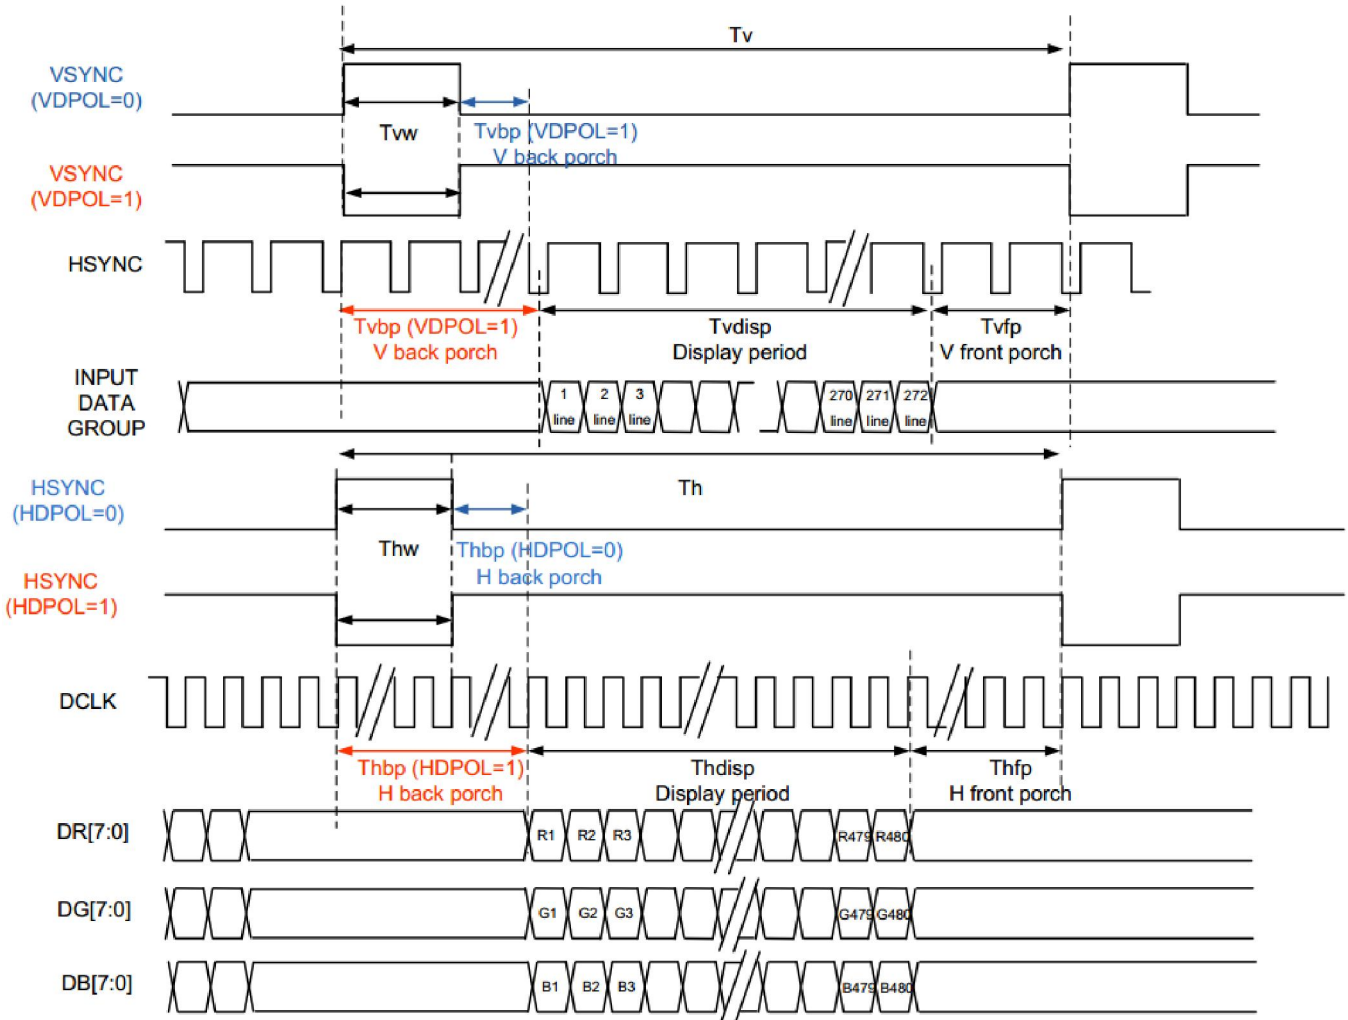 Tv
VSYNC
(VDPOL=0)
Tvw
Tvbp (VDPOL=1)
V back porch
VSYNC
(VDPOL=1)
HSYNC
Tvbp (VDPOL=1)
V back porch
Tvdisp
Display period
Tvfp
V front porch
INPUT
DATA
GROUP
1
line
2
line
3
line
270
line
271
line
272
line
HSYNC
(HDPOL=0)
Th
Thw
Thbp (HDPOL=0)
H back porch
HSYNC
(HDPOL=1)
DCLK
Thbp (HDPOL=1)
H back porch
Thdisp
Display period
Thfp
H front porch
DR[7:0]
R1 R2 R3 R479 R480
DG[7:0]
G1 G2 G3 G479 G480
DB[7:0]
B1 B2 B3 B479 B480